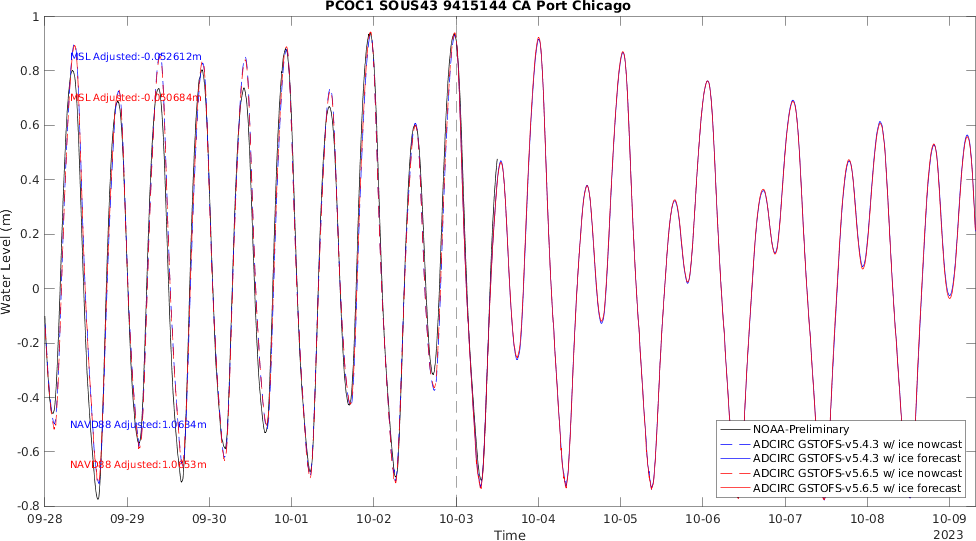 PCOC1 SOUS43 9415144 CA Port Chicago
Water Level (m)
1
0.8
0.6
0.4
0.2
0
-0.2
-0.4
-0.6
-0.8
MSL Adjusted:-0.052612m
MSL Adjusted:-0.050684m
NAVD88 Adjusted:1.0634m
NAVD88 Adjusted:1.0653m
NOAA-Preliminary
ADCIRC GSTOFS-v5.4.3 w/ ice nowcast
ADCIRC GSTOFS-v5.4.3 w/ ice forecast
ADCIRC GSTOFS-v5.6.5 w/ ice nowcast
ADCIRC GSTOFS-v5.6.5 w/ ice forecast
09-28 09-29 09-30 10-01 10-02 10-03 10-04 10-05 10-06 10-07 10-08 10-09
Time 2023